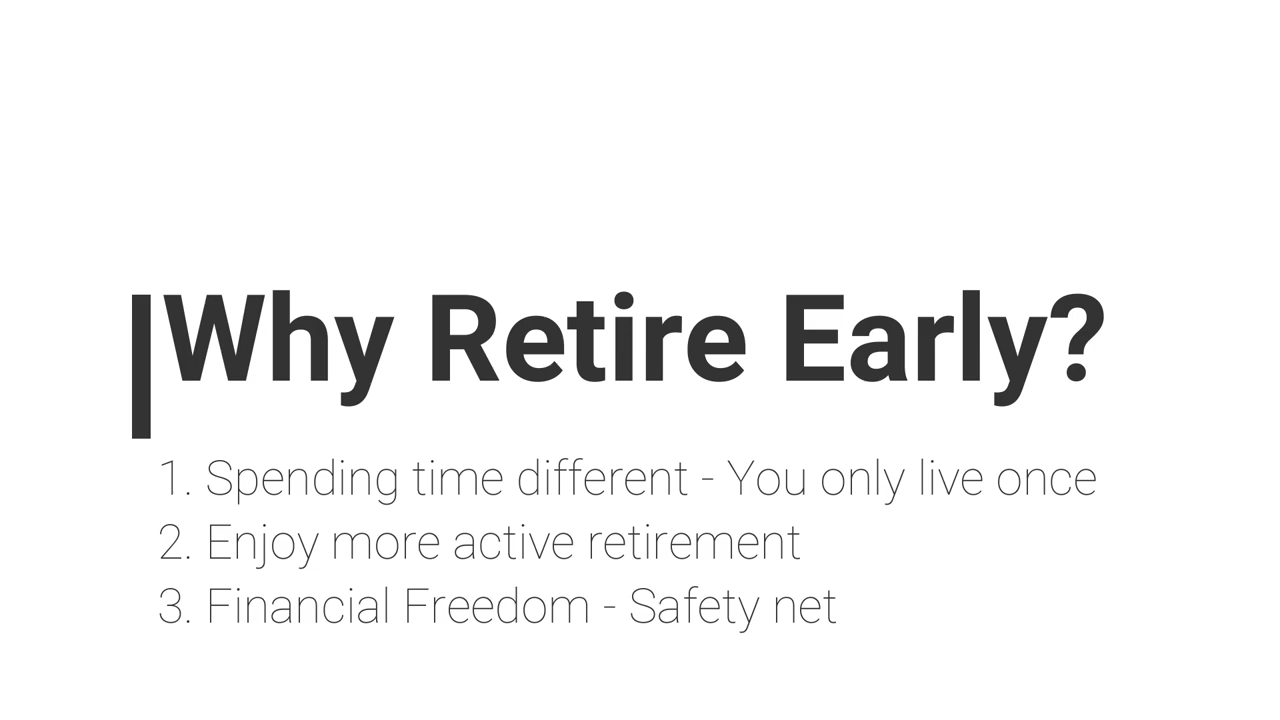 Why Retire Early?
1. Spending time different - You only live once
2. Enjoy more active retirement
3. Financial Freedom - Safety net